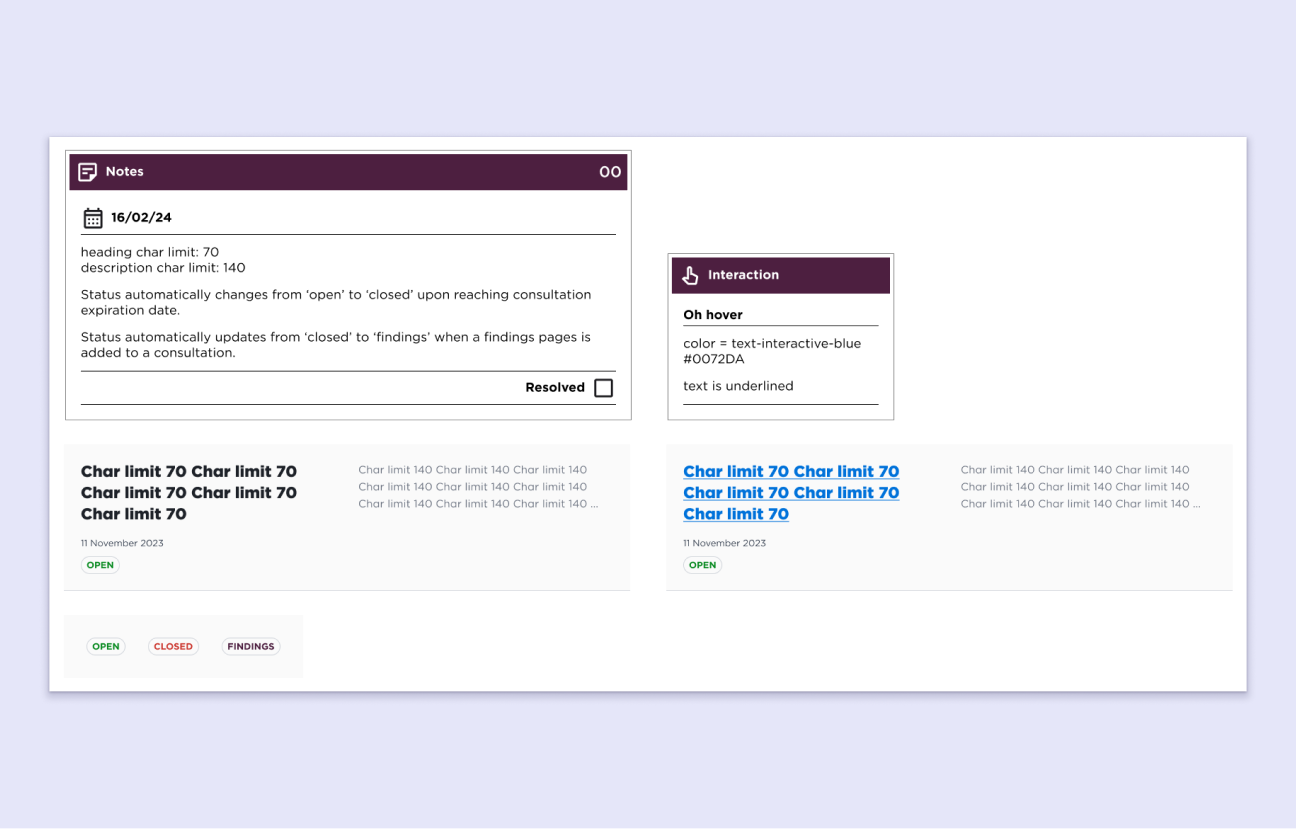 Notes 00
16/02/24
heading char limit: 70
description char limit: 140
Status automatically changes from ‘open’ to ‘closed’ upon reaching consultation
expiration date.
Status automatically updates from ‘closed’ to ‘findings’ when a findings pages is
added to a consultation.
Resolved
Interaction
Oh hover
color = text-interactive-blue
#0072DA
text is underlined
Char limit 70 Char limit 70
Char limit 70 Char limit 70
Char limit 70
11 November 2023
OPEN
Char limit 140 Char limit 140 Char limit 140
Char limit 140 Char limit 140 Char limit 140
Char limit 140 Char limit 140 Char limit 140 ...
Char limit 70 Char limit 70
Char limit 70 Char limit 70
Char limit 70
11 November 2023
OPEN
Char limit 140 Char limit 140 Char limit 140
Char limit 140 Char limit 140 Char limit 140
Char limit 140 Char limit 140 Char limit 140 ...
OPEN CLOSED FINDINGS